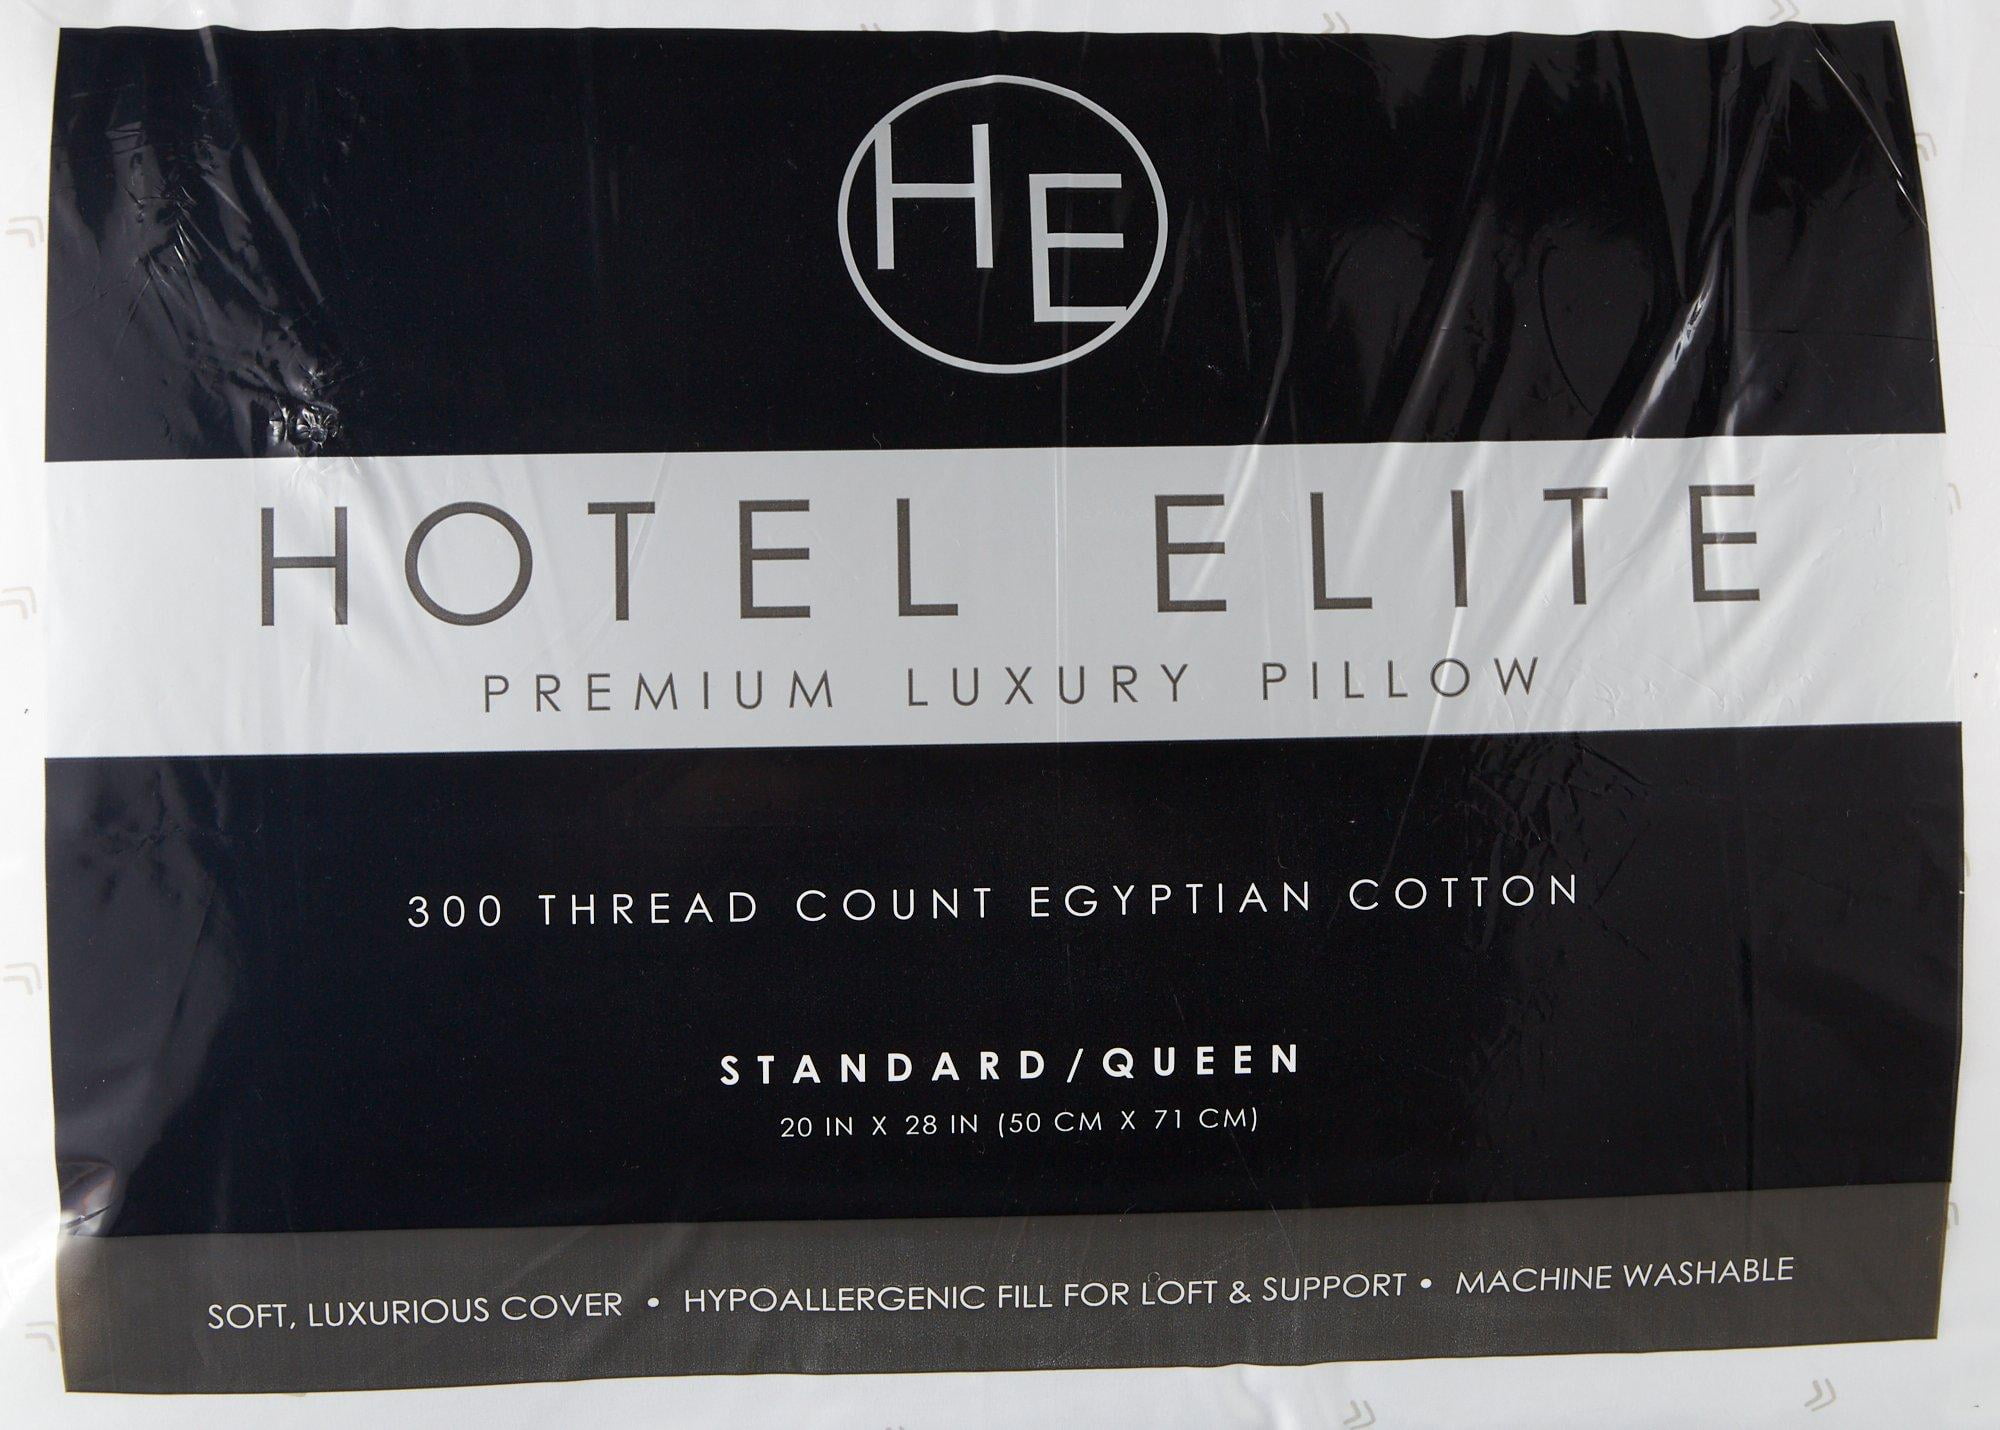 HE
HOTEL ELITE
PREMIUM LUXURY PILLOW
300 THREAD COUNT EGYPTIAN COTTON
STANDARD/QUEEN
20 IN X 28 IN (50 CM X 71 CM)
SOFT, LUXURIOUS COVER • HYPOALLERGENIC FILL FOR LOFT & SUPPORT • MACHINE WASHABLE